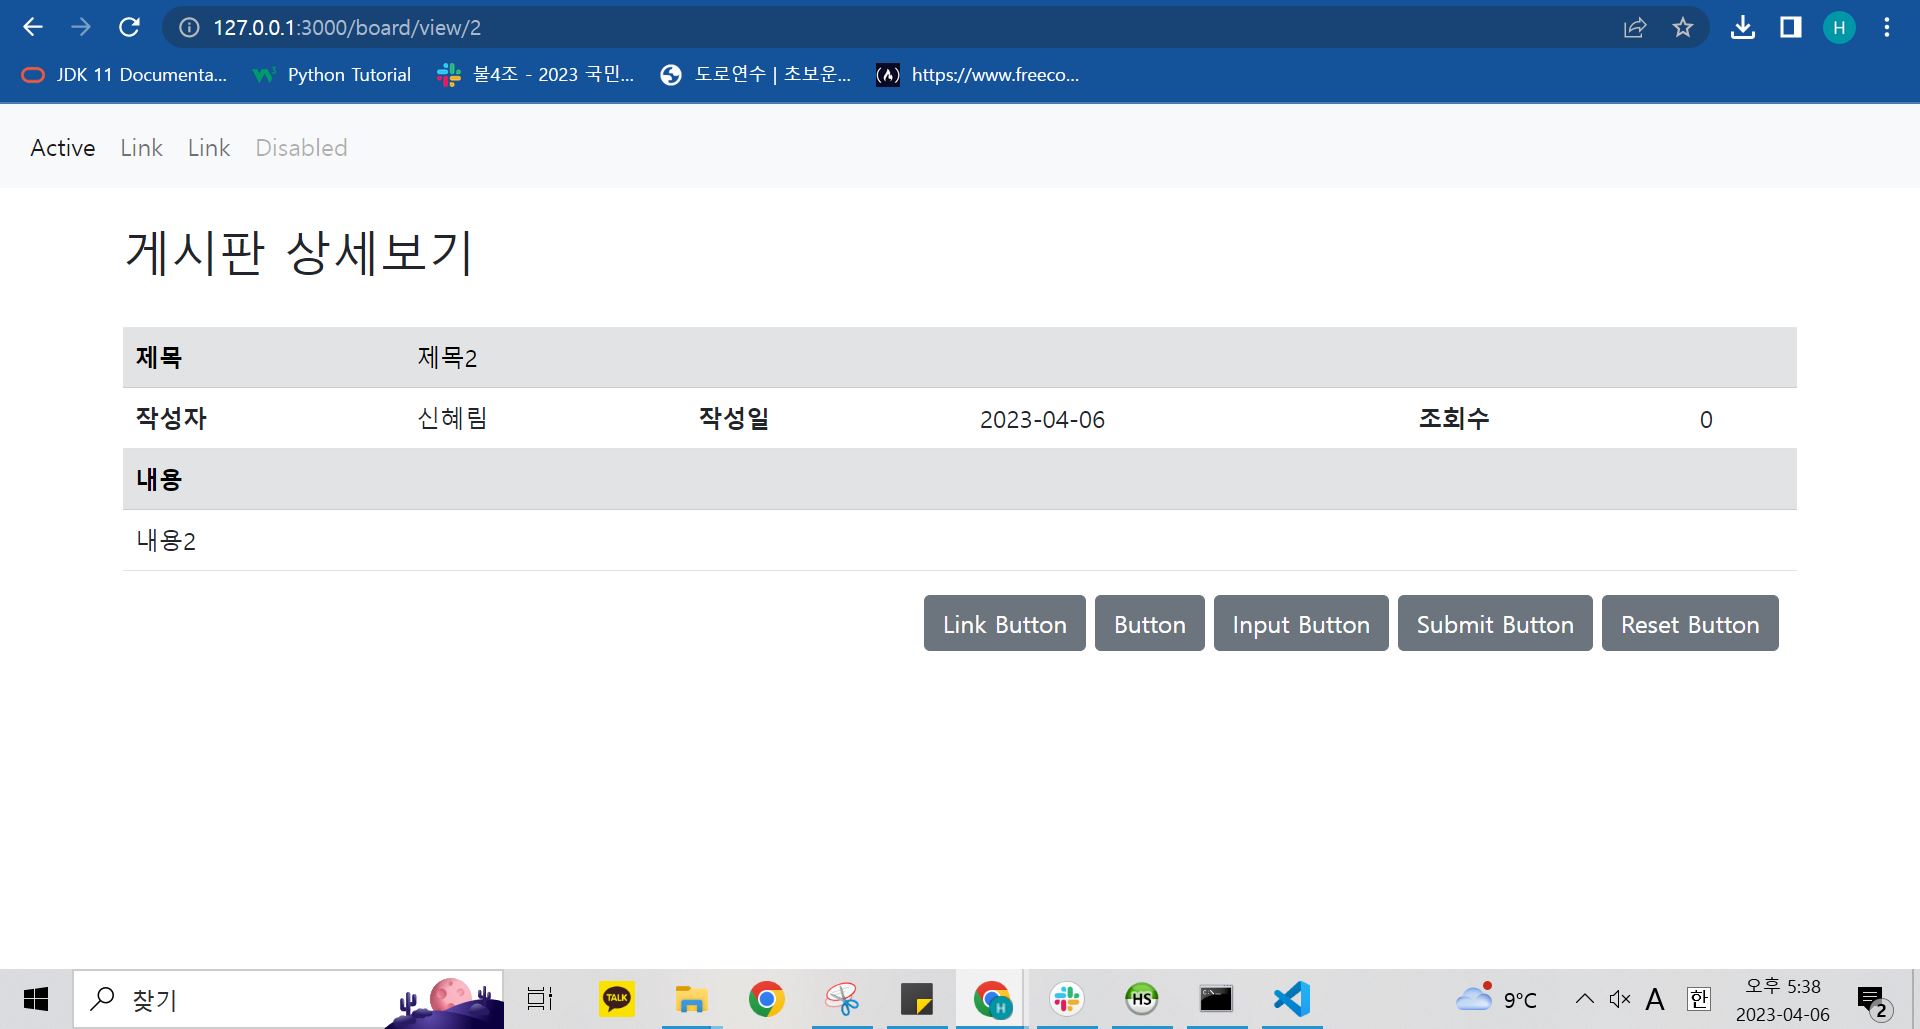 127.0.0.1:3000/board/view/2
H
JDK 11 Documenta... Python Tutorial 불4조 - 2023 국민... 도로연수 | 초보운... https://www.freeco...
Active Link Link Disabled
게시판 상세보기
제목 제목2
작성자 신혜림 작성일 2023-04-06 조회수 0
내용
내용2
Link Button Button Input Button Submit Button Reset Button
찾기 TALK H HS 9°C A 한 오후 5:38
2023-04-06 2